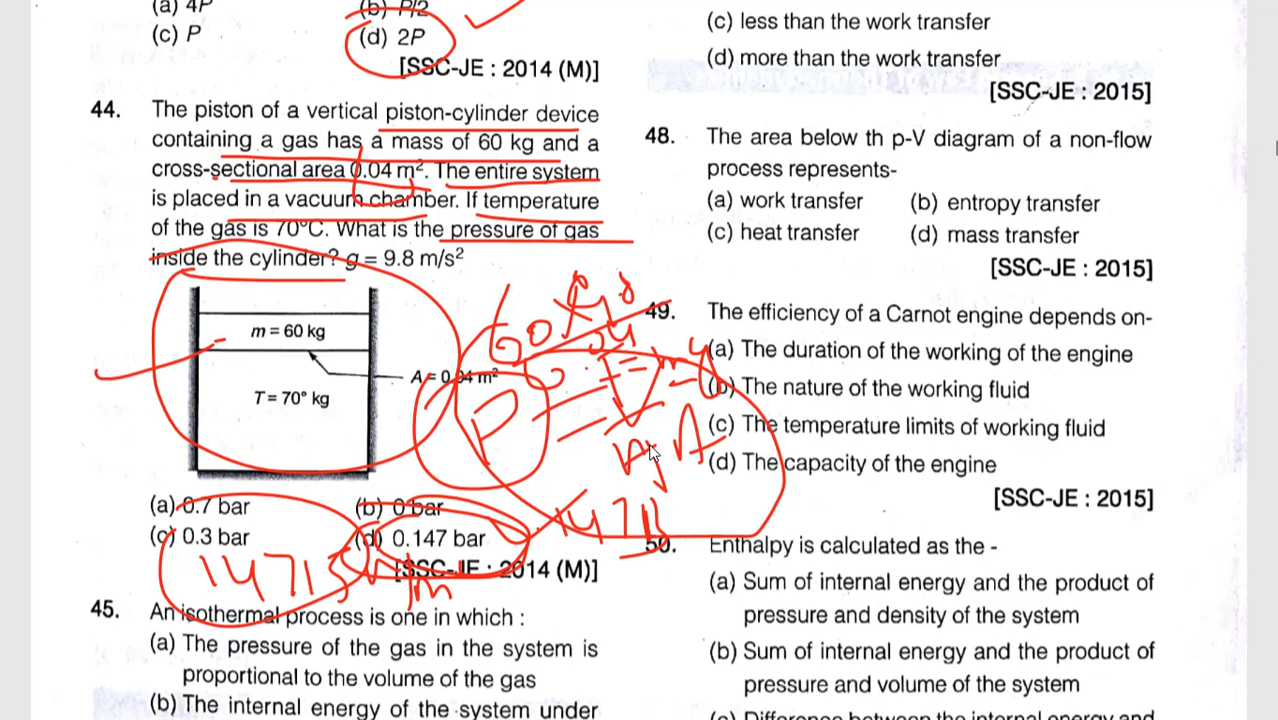 (a) 4P
(b) P/2
(c) P
(d) 2P
[SSC-JE : 2014 (M)]
44. The piston of a vertical piston-cylinder device
containing a gas has a mass of 60 kg and a
cross-sectional area 0.04 m². The entire system
is placed in a vacuum chamber. If temperature
of the gas is 70°C. What is the pressure of gas
inside the cylinder? g = 9.8 m/s²
m = 60 kg
A = 0.04 m²
T = 70° kg
(a) 0.7 bar
(b) 0 bar
(c) 0.3 bar
(d) 0.147 bar
[SSC-JE : 2014 (M)]
45. An isothermal process is one in which :
(a) The pressure of the gas in the system is
proportional to the volume of the gas
(b) The internal energy of the system under
(c) less than the work transfer
(d) more than the work transfer
[SSC-JE : 2015]
48. The area below th p-V diagram of a non-flow
process represents-
(a) work transfer
(b) entropy transfer
(c) heat transfer
(d) mass transfer
[SSC-JE : 2015]
49. The efficiency of a Carnot engine depends on-
(a) The duration of the working of the engine
(b) The nature of the working fluid
(c) The temperature limits of working fluid
(d) The capacity of the engine
[SSC-JE : 2015]
50. Enthalpy is calculated as the -
(a) Sum of internal energy and the product of
pressure and density of the system
(b) Sum of internal energy and the product of
pressure and volume of the system
(c) Difference between the internal energy and
P =